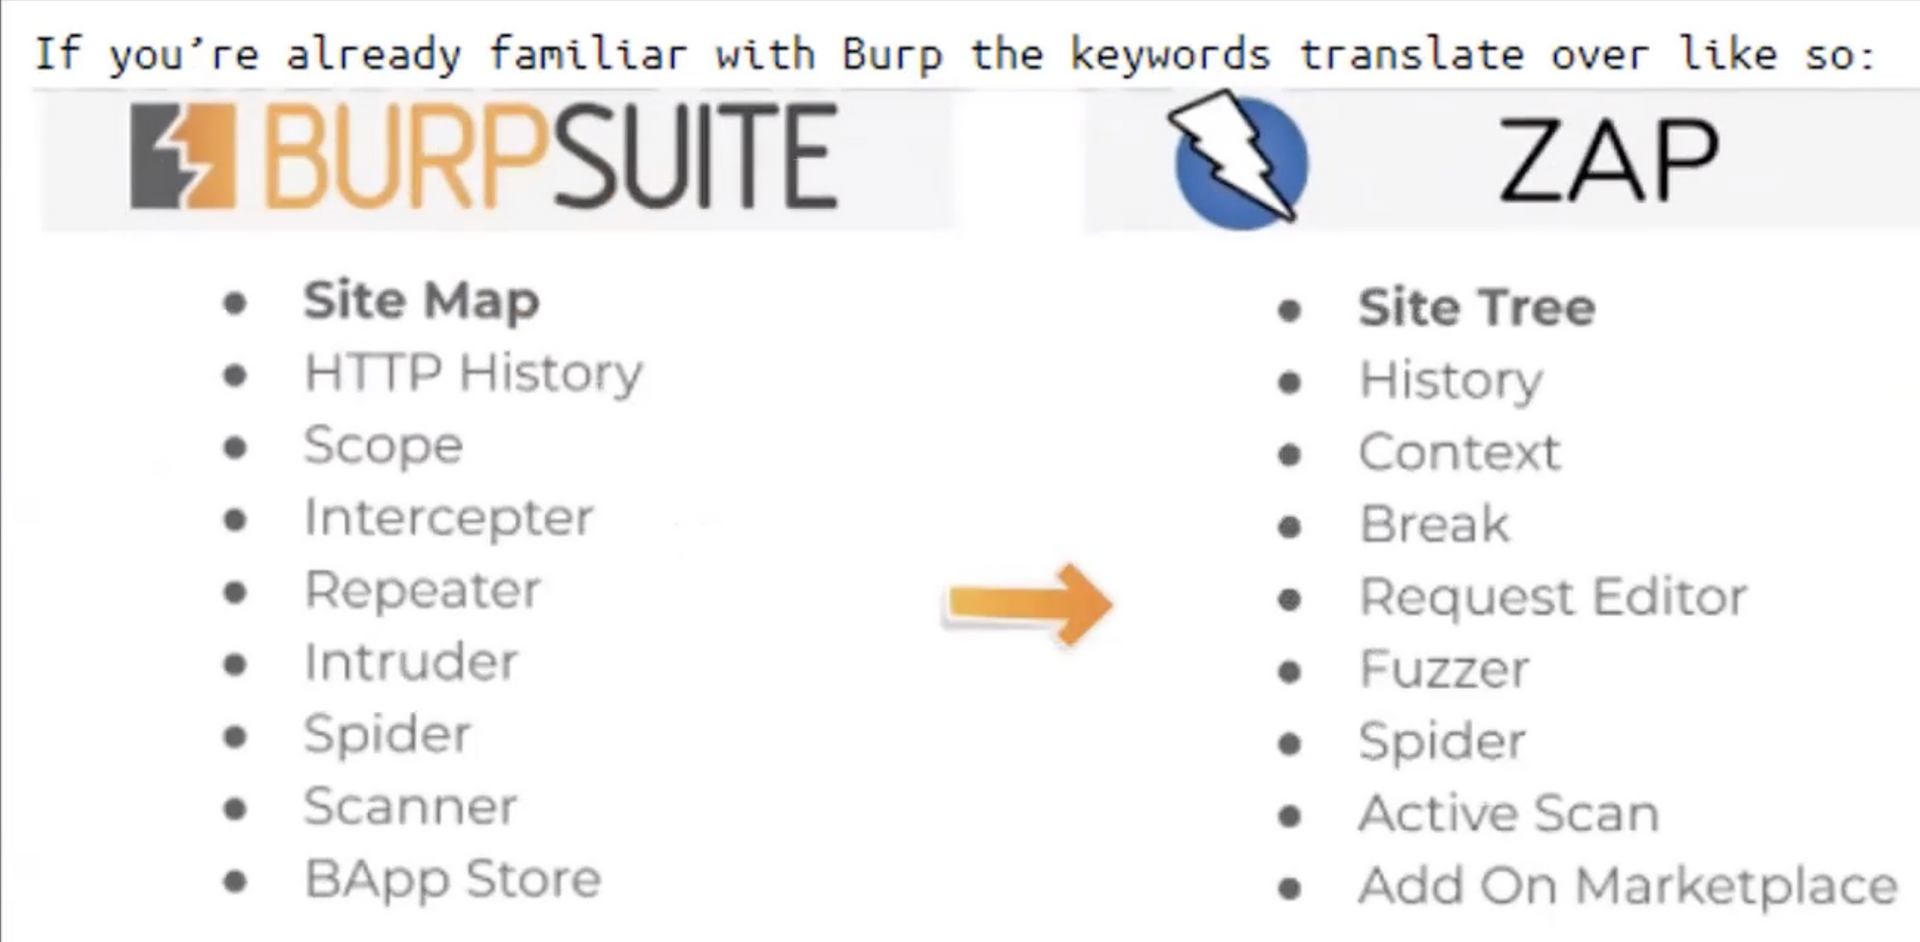 If you’re already familiar with Burp the keywords translate over like so:
BURPSUITE
ZAP
Site Map
HTTP History
Scope
Intercepter
Repeater
Intruder
Spider
Scanner
BApp Store
Site Tree
History
Context
Break
Request Editor
Fuzzer
Spider
Active Scan
Add On Marketplace